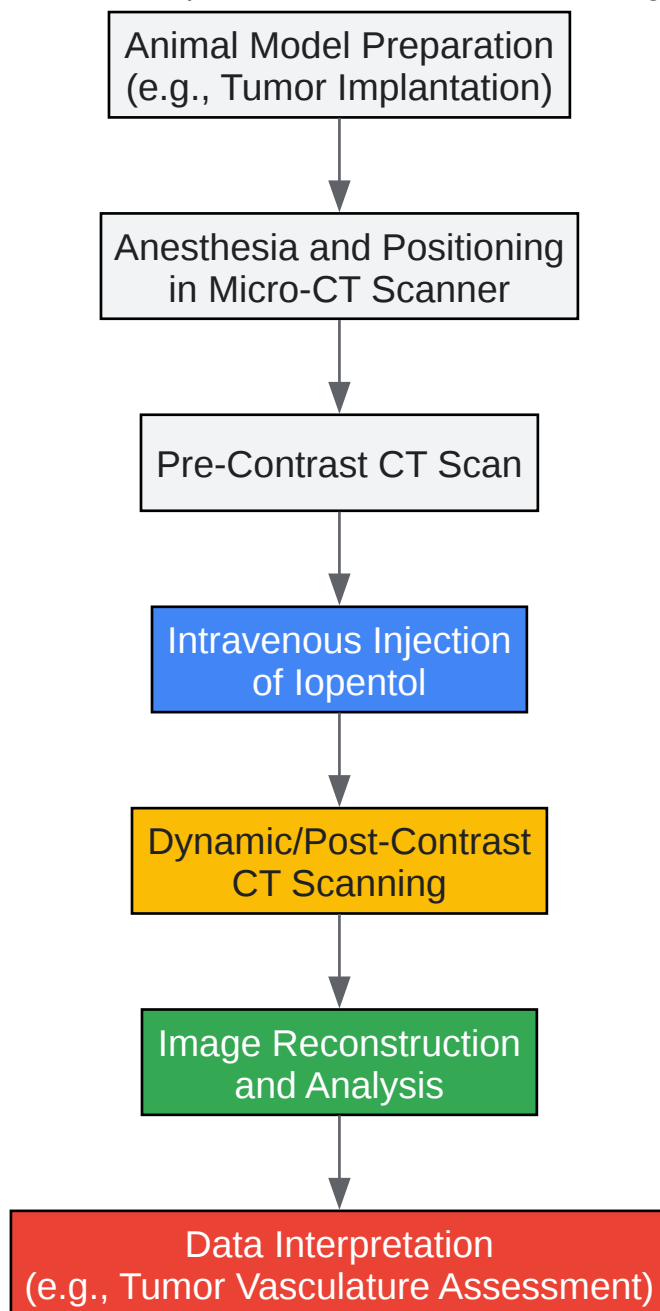 Animal Model Preparation
(e.g., Tumor Implantation)
Anesthesia and Positioning
in Micro-CT Scanner
Pre-Contrast CT Scan
Intravenous Injection
of Iopentol
Dynamic/Post-Contrast
CT Scanning
Image Reconstruction
and Analysis
Data Interpretation
(e.g., Tumor Vasculature Assessment)